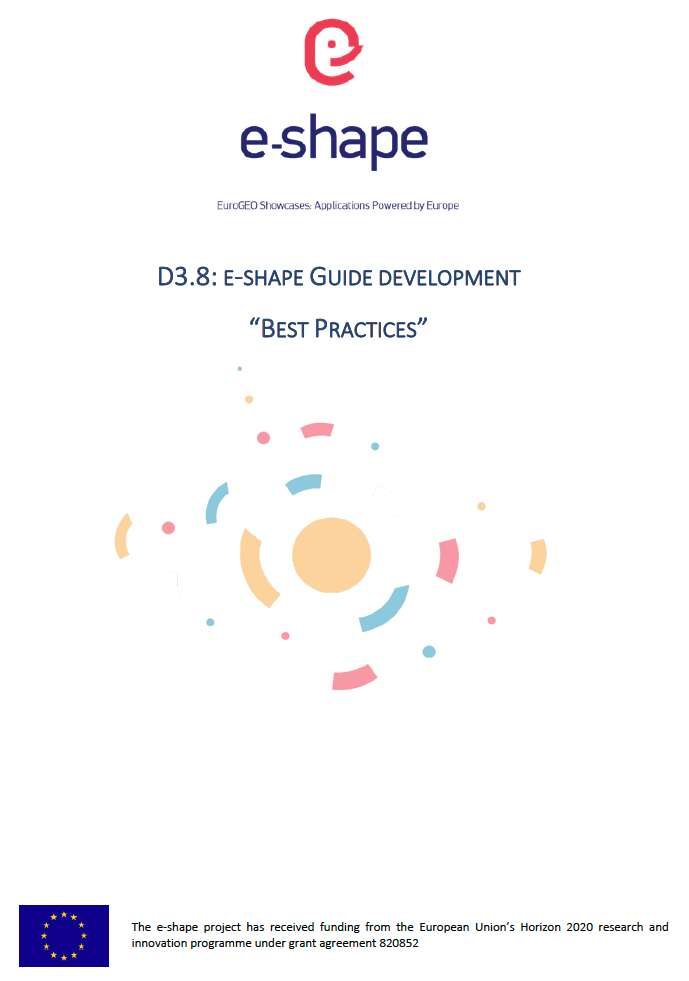 e-shape
EuroGEO Showcases: Applications Powered by Europe
D3.8: E-SHAPE GUIDE DEVELOPMENT
“BEST PRACTICES”
The e-shape project has received funding from the European Union’s Horizon 2020 research and
innovation programme under grant agreement 820852